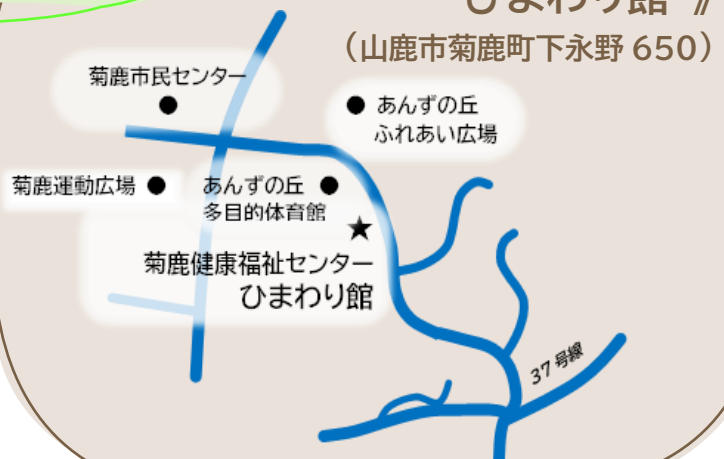 ひまわり館 》
（山鹿市菊鹿町下永野 650）
菊鹿市民センター
●
● あんずの丘
ふれあい広場
菊鹿運動広場 ●
あんずの丘 ●
多目的体育館
★
菊鹿健康福祉センター
ひまわり館
37号線